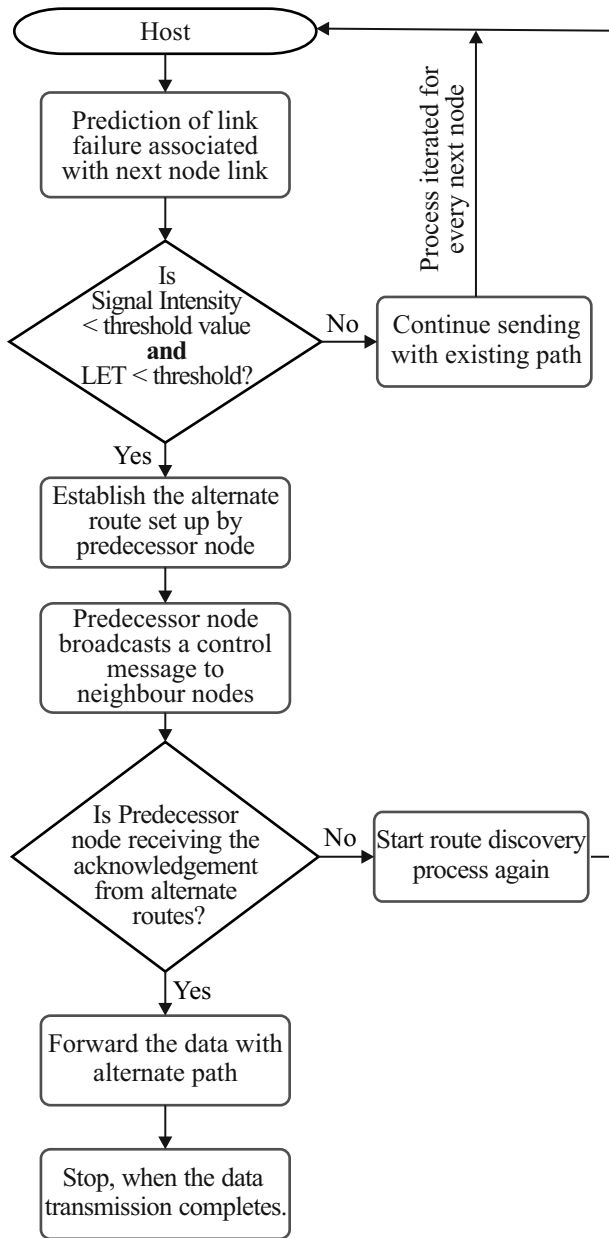 Host
Prediction of link
failure associated
with next node link
Is
Signal Intensity
< threshold value
and
LET < threshold?
No
Continue sending
with existing path
Process iterated for
every next node
Yes
Establish the alternate
route set up by
predecessor node
Predecessor node
broadcasts a control
message to
neighbour nodes
Is Predecessor
node receiving the
acknowledgement
from alternate
routes?
No
Start route discovery
process again
Yes
Forward the data with
alternate path
Stop, when the data
transmission completes.